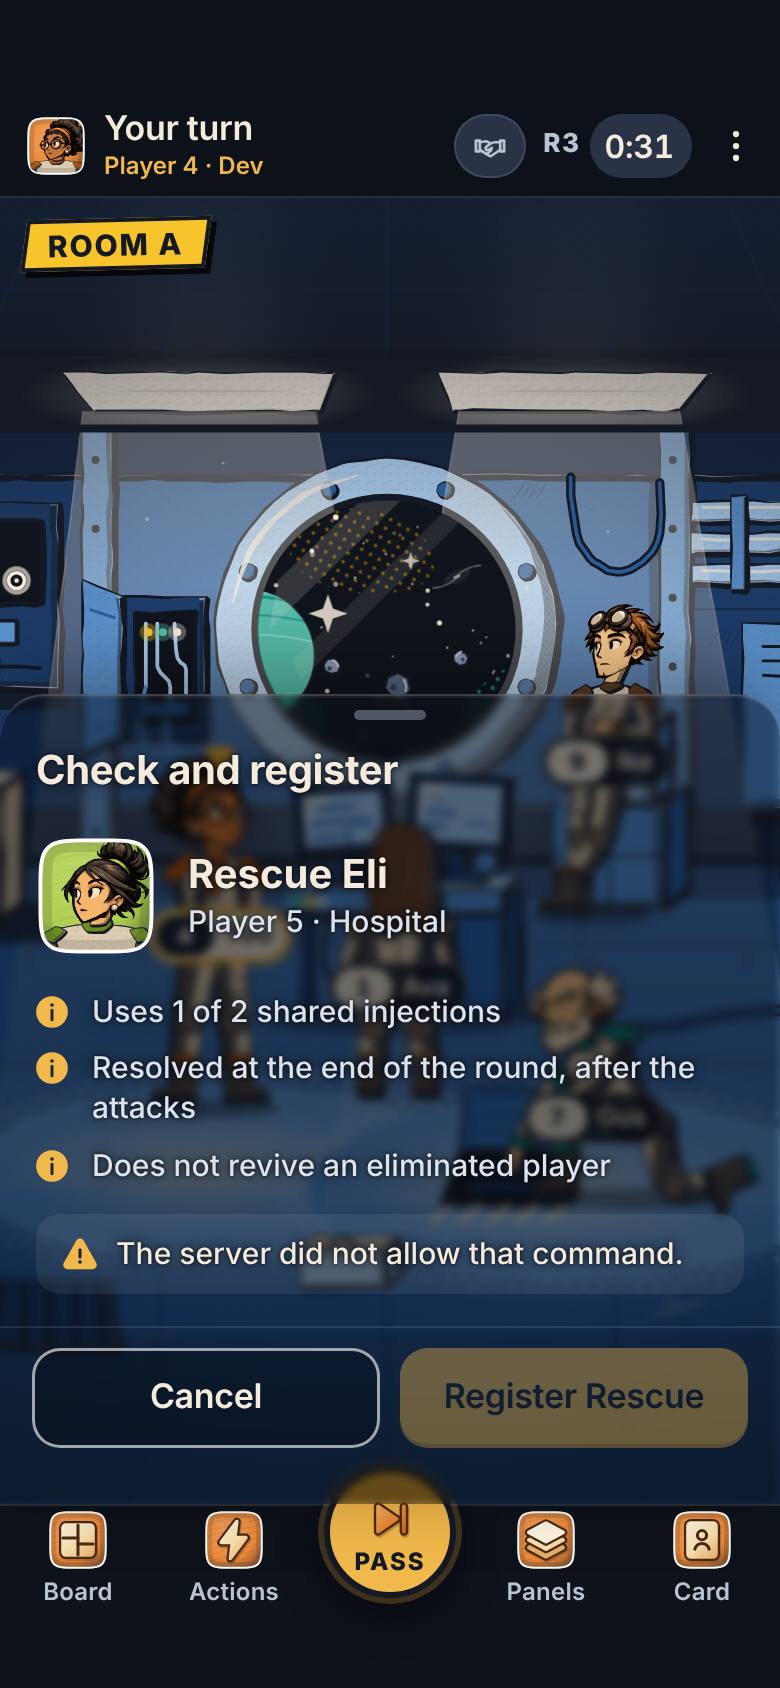 Your turn
Player 4 · Dev
R3
0:31
ROOM A
Check and register
Rescue Eli
Player 5 · Hospital
Uses 1 of 2 shared injections
Resolved at the end of the round, after the
attacks
Does not revive an eliminated player
The server did not allow that command.
Cancel
Register Rescue
PASS
Board
Actions
Panels
Card